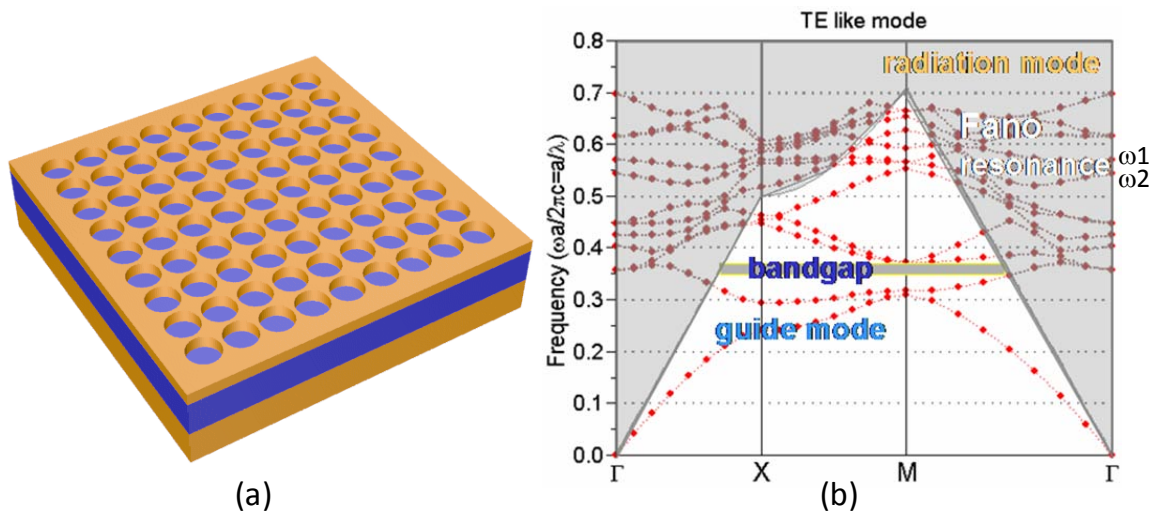 TE like mode
0.8
0.7
0.6
0.5
0.4
0.3
0.2
0.1
0.0
Frequency (ωa/2πc=a/λ)
radiation mode
Fano
resonance
ω1
ω2
bandgap
guide mode
Γ X M Γ
(a) (b)